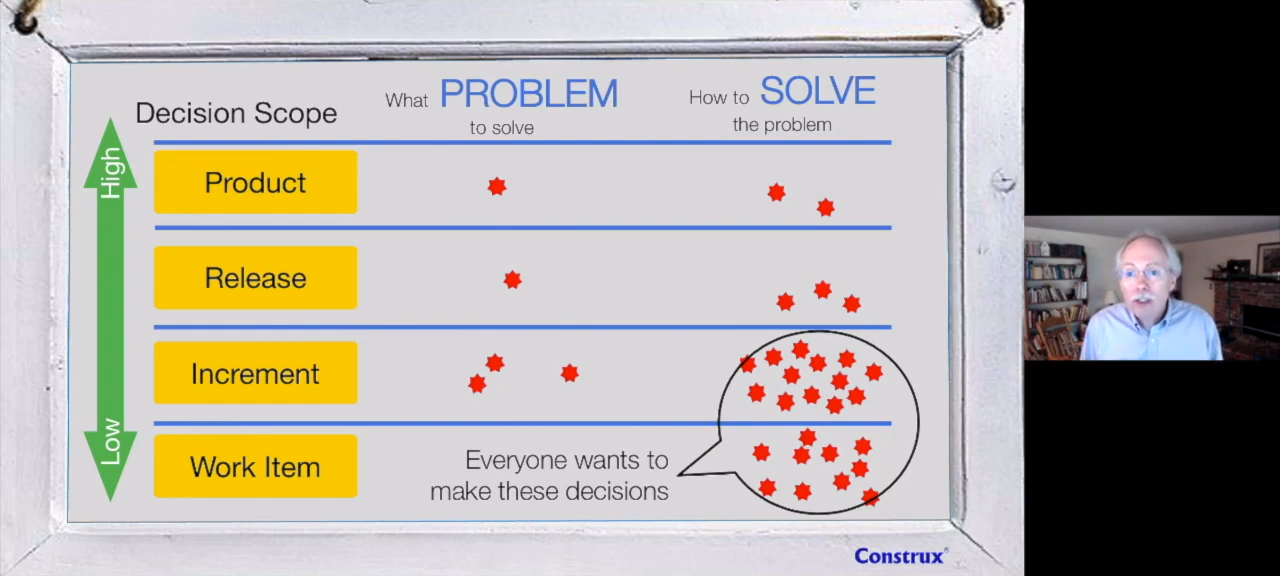 Decision Scope
What PROBLEM
to solve
How to SOLVE
the problem
High
Low
Product
Release
Increment
Work Item
Everyone wants to
make these decisions
Construx®